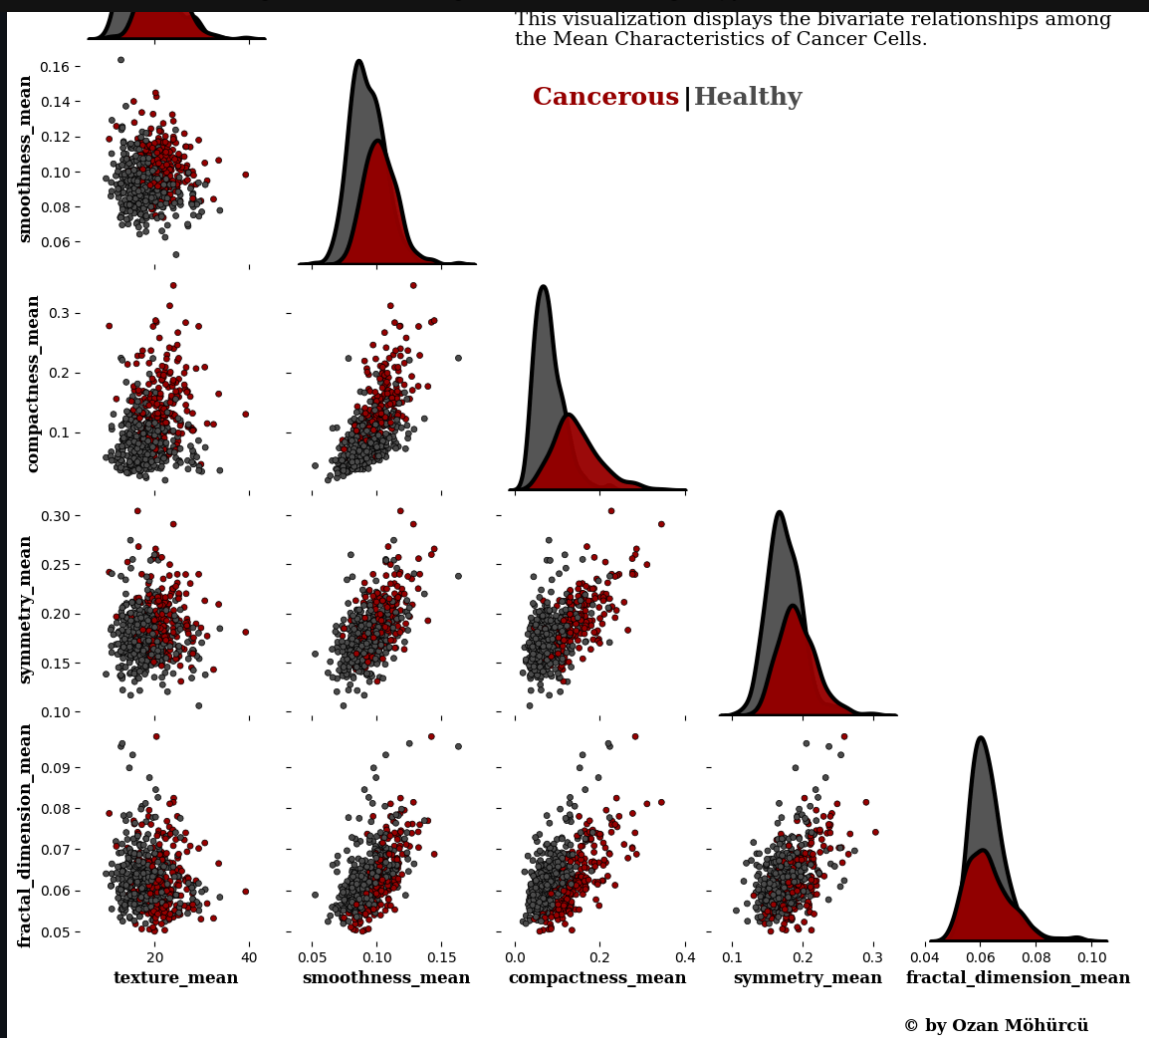 This visualization displays the bivariate relationships among
the Mean Characteristics of Cancer Cells.
Cancerous|Healthy
20
40
smoothness_mean
0.16
0.14
0.12
0.10
0.08
0.06
compactness_mean
0.3
0.2
0.1
symmetry_mean
0.30
0.25
0.20
0.15
0.10
fractal_dimension_mean
0.09
0.08
0.07
0.06
0.05
20 40 0.05 0.10 0.15 0.0 0.2 0.4 0.1 0.2 0.3 0.04 0.06 0.08 0.10
texture_mean smoothness_mean compactness_mean symmetry_mean fractal_dimension_mean
© by Ozan Möhürcü